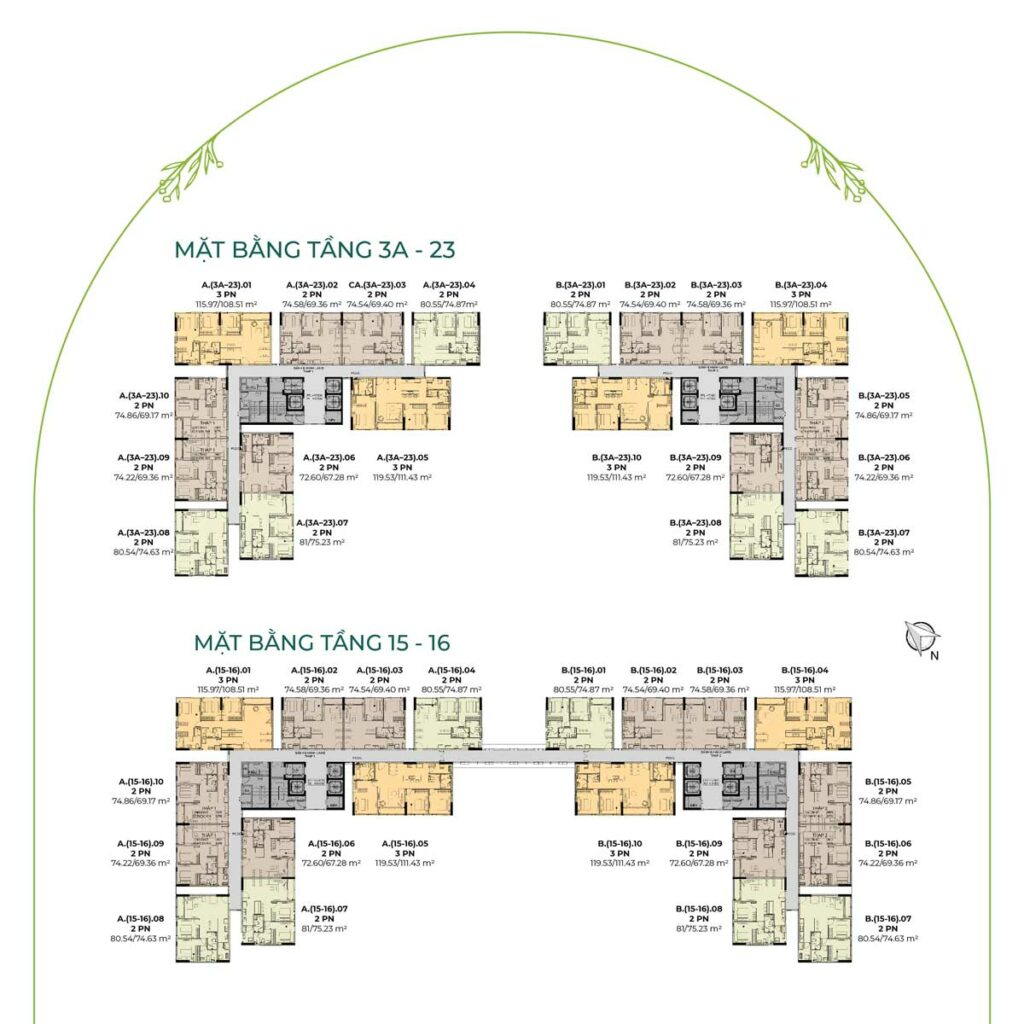 MẶT BẰNG TẦNG 3A - 23
A.(3A–23).01
3 PN
115.97/108.51 m²
A.(3A–23).02
2 PN
74.58/69.36 m²
CA.(3A–23).03
2 PN
74.54/69.40 m²
A.(3A–23).04
2 PN
80.55/74.87m²
B.(3A–23).01
2 PN
80.55/74.87 m²
B.(3A–23).02
2 PN
74.54/69.40 m²
B.(3A–23).03
2 PN
74.58/69.36 m²
B.(3A–23).04
3 PN
115.97/108.51 m²
A.(3A–23).10
2 PN
74.86/69.17 m²
A.(3A–23).09
2 PN
74.22/69.36 m²
A.(3A–23).08
2 PN
80.54/74.63 m²
A.(3A–23).06
2 PN
72.60/67.28 m²
A.(3A–23).05
3 PN
119.53/111.43 m²
A.(3A–23).07
2 PN
81/75.23 m²
B.(3A–23).10
3 PN
119.53/111.43 m²
B.(3A–23).09
2 PN
72.60/67.28 m²
B.(3A–23).08
2 PN
81/75.23 m²
B.(3A–23).05
2 PN
74.86/69.17 m²
B.(3A–23).06
2 PN
74.22/69.36 m²
B.(3A–23).07
2 PN
80.54/74.63 m²
THÁP 1
THÁP 1
THÁP 2
THÁP 2
N
MẶT BẰNG TẦNG 15 - 16
A.(15-16).01
3 PN
115.97/108.51 m²
A.(15-16).02
2 PN
74.58/69.36 m²
A.(15-16).03
2 PN
74.54/69.40 m²
A.(15-16).04
2 PN
80.55/74.87 m²
B.(15-16).01
2 PN
80.55/74.87 m²
B.(15-16).02
2 PN
74.54/69.40 m²
B.(15-16).03
2 PN
74.58/69.36 m²
B.(15-16).04
3 PN
115.97/108.51 m²
A.(15-16).10
2 PN
74.86/69.17 m²
A.(15-16).09
2 PN
74.22/69.36 m²
A.(15-16).08
2 PN
80.54/74.63 m²
A.(15-16).06
2 PN
72.60/67.28 m²
A.(15-16).05
3 PN
119.53/111.43 m²
A.(15-16).07
2 PN
81/75.23 m²
B.(15-16).10
3 PN
119.53/111.43 m²
B.(15-16).09
2 PN
72.60/67.28 m²
B.(15-16).08
2 PN
81/75.23 m²
B.(15-16).05
2 PN
74.86/69.17 m²
B.(15-16).06
2 PN
74.22/69.36 m²
B.(15-16).07
2 PN
80.54/74.63 m²